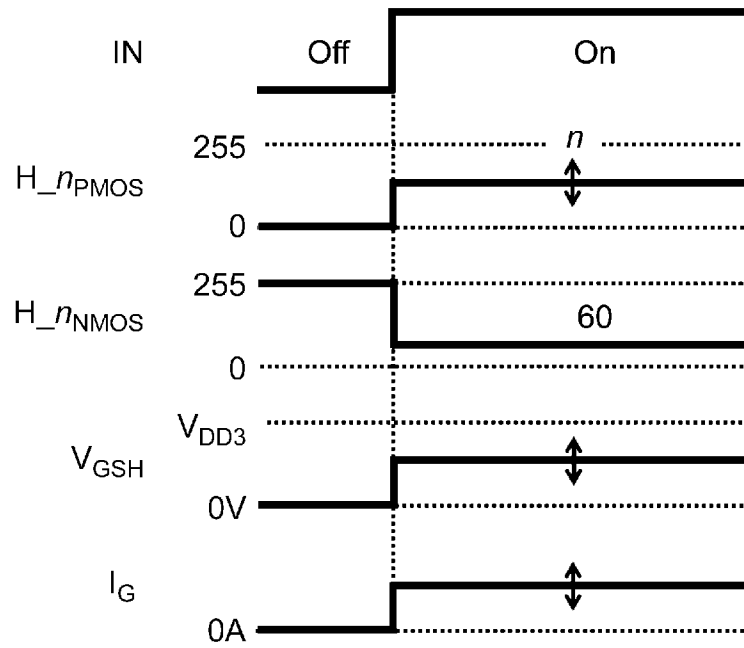 IN Off On
255 n
H_nPMOS
0
255
H_nNMOS 60
0
VDD3
VGSH
0V
IG
0A